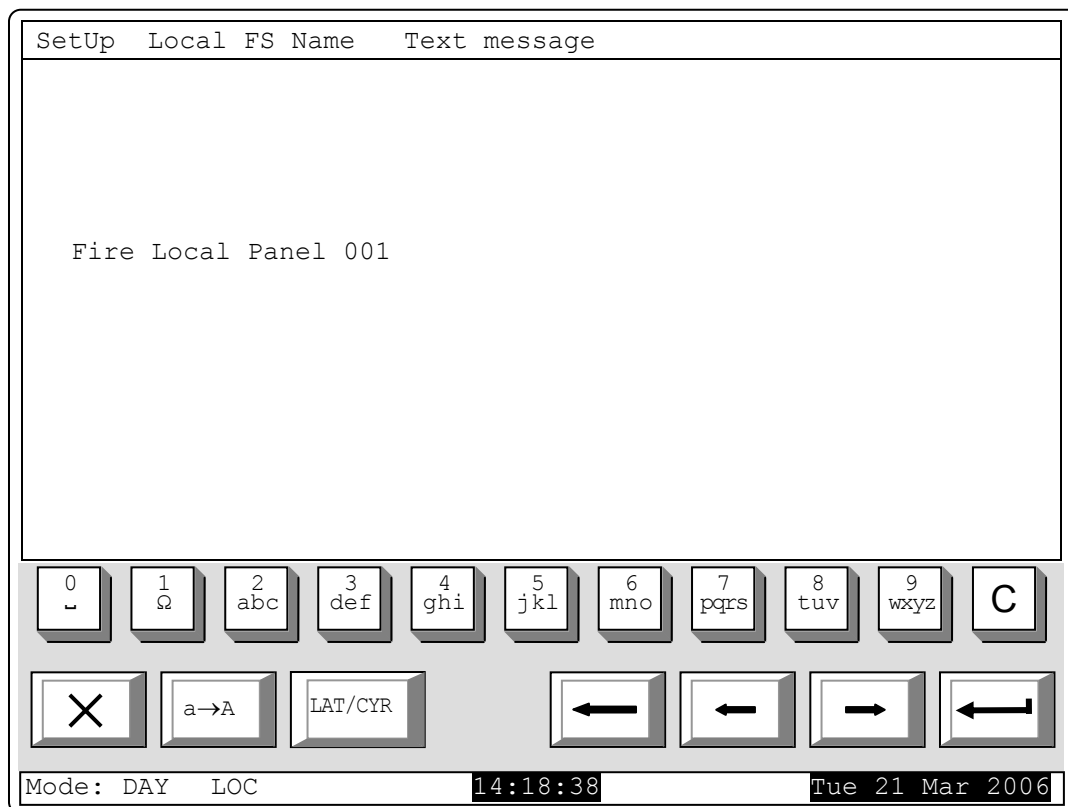 SetUp Local FS Name Text message
Fire Local Panel 001
0 1 2 3 4 5 6 7 8 9 C
␣ Ω abc def ghi jkl mno pqrs tuv wxyz
a→A LAT/CYR
Mode: DAY LOC 14:18:38 Tue 21 Mar 2006